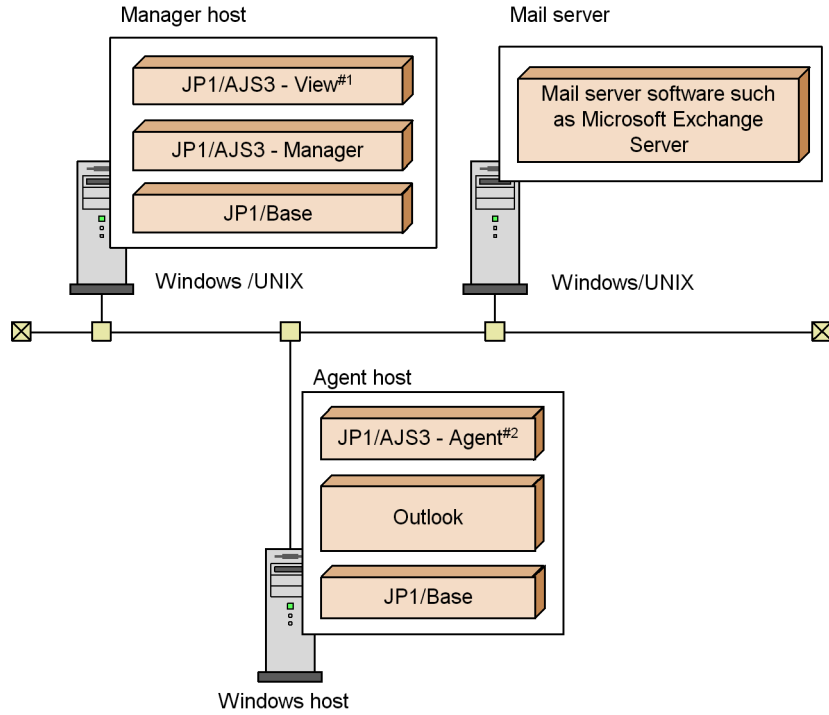 Manager host
JP1/AJS3 - View#1
JP1/AJS3 - Manager
JP1/Base
Windows /UNIX
Mail server
Mail server software such
as Microsoft Exchange
Server
Windows/UNIX
Agent host
JP1/AJS3 - Agent#2
Outlook
JP1/Base
Windows host